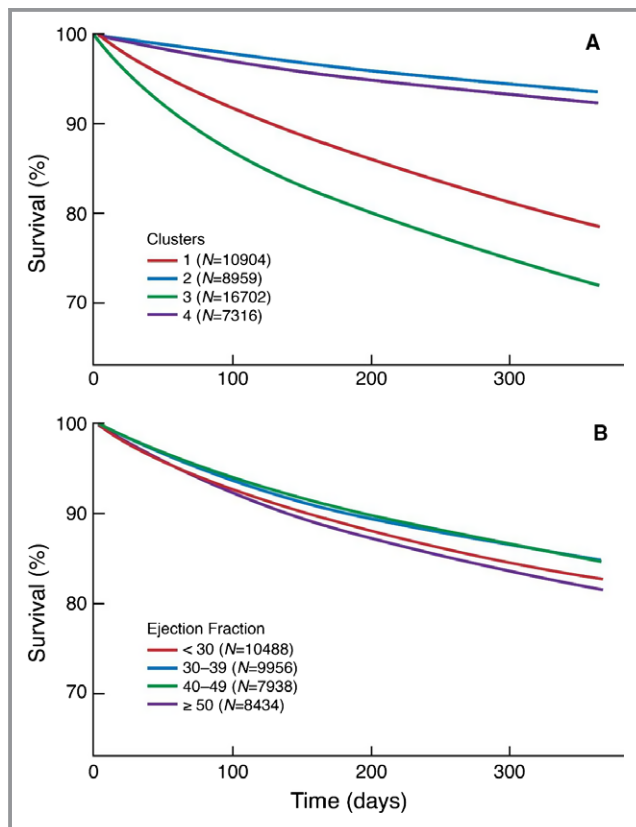 A
100
90
80
70
Survival (%)
Clusters
1 (N=10904)
2 (N=8959)
3 (N=16702)
4 (N=7316)
0 100 200 300
B
100
90
80
70
Survival (%)
Ejection Fraction
< 30 (N=10488)
30–39 (N=9956)
40–49 (N=7938)
≥ 50 (N=8434)
0 100 200 300
Time (days)